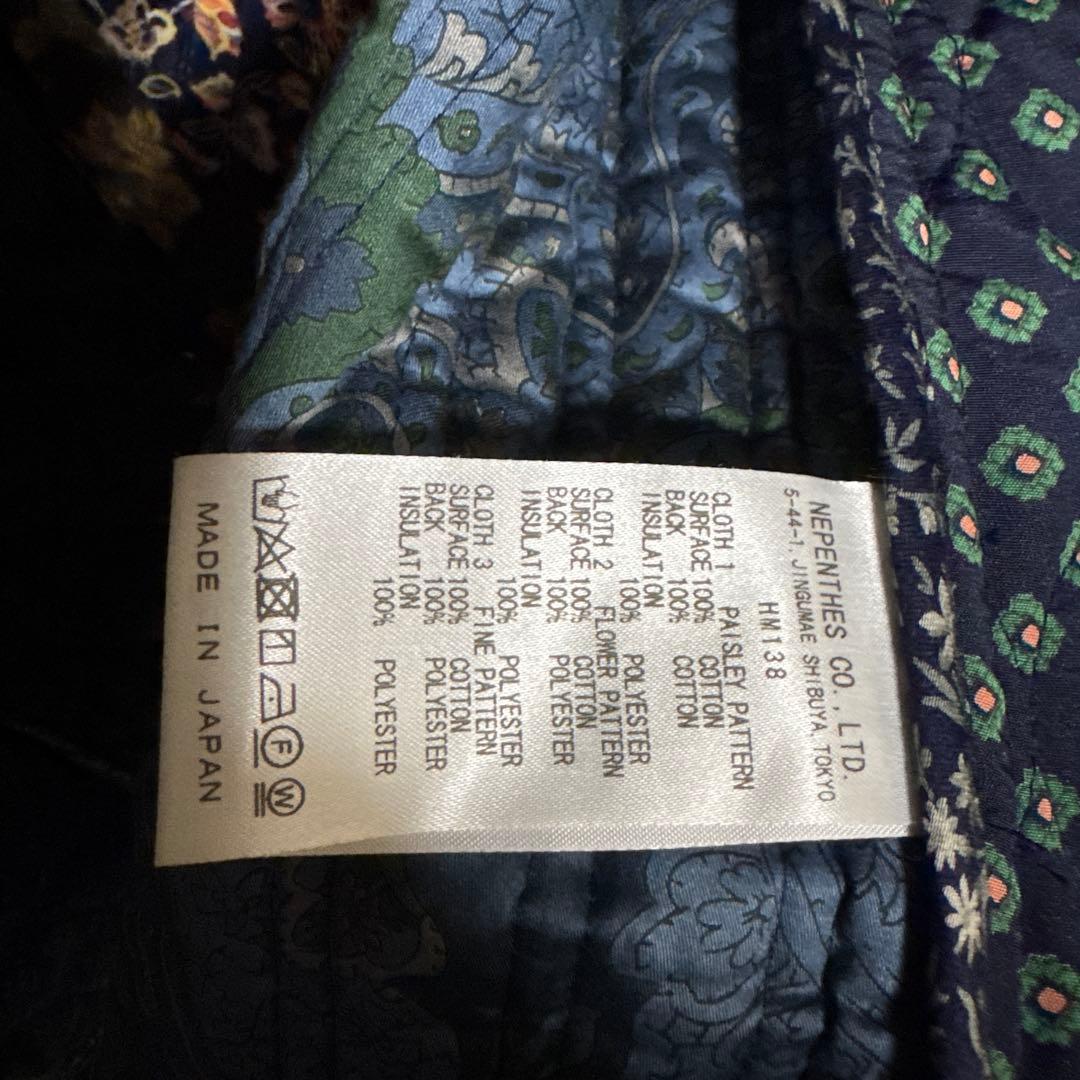 NEPENTHES CO.,LTD.
5-44-1, JINGUMAE SHIBUYA, TOKYO
HM138
CLOTH 1 PAISLEY PATTERN
SURFACE 100% COTTON
BACK 100% COTTON
INSULATION
100% POLYESTER
CLOTH 2 FLOWER PATTERN
SURFACE 100% COTTON
BACK 100% POLYESTER
INSULATION
100% POLYESTER
CLOTH 3 FINE PATTERN
SURFACE 100% COTTON
BACK 100% POLYESTER
INSULATION
100% POLYESTER
F W
MADE IN JAPAN